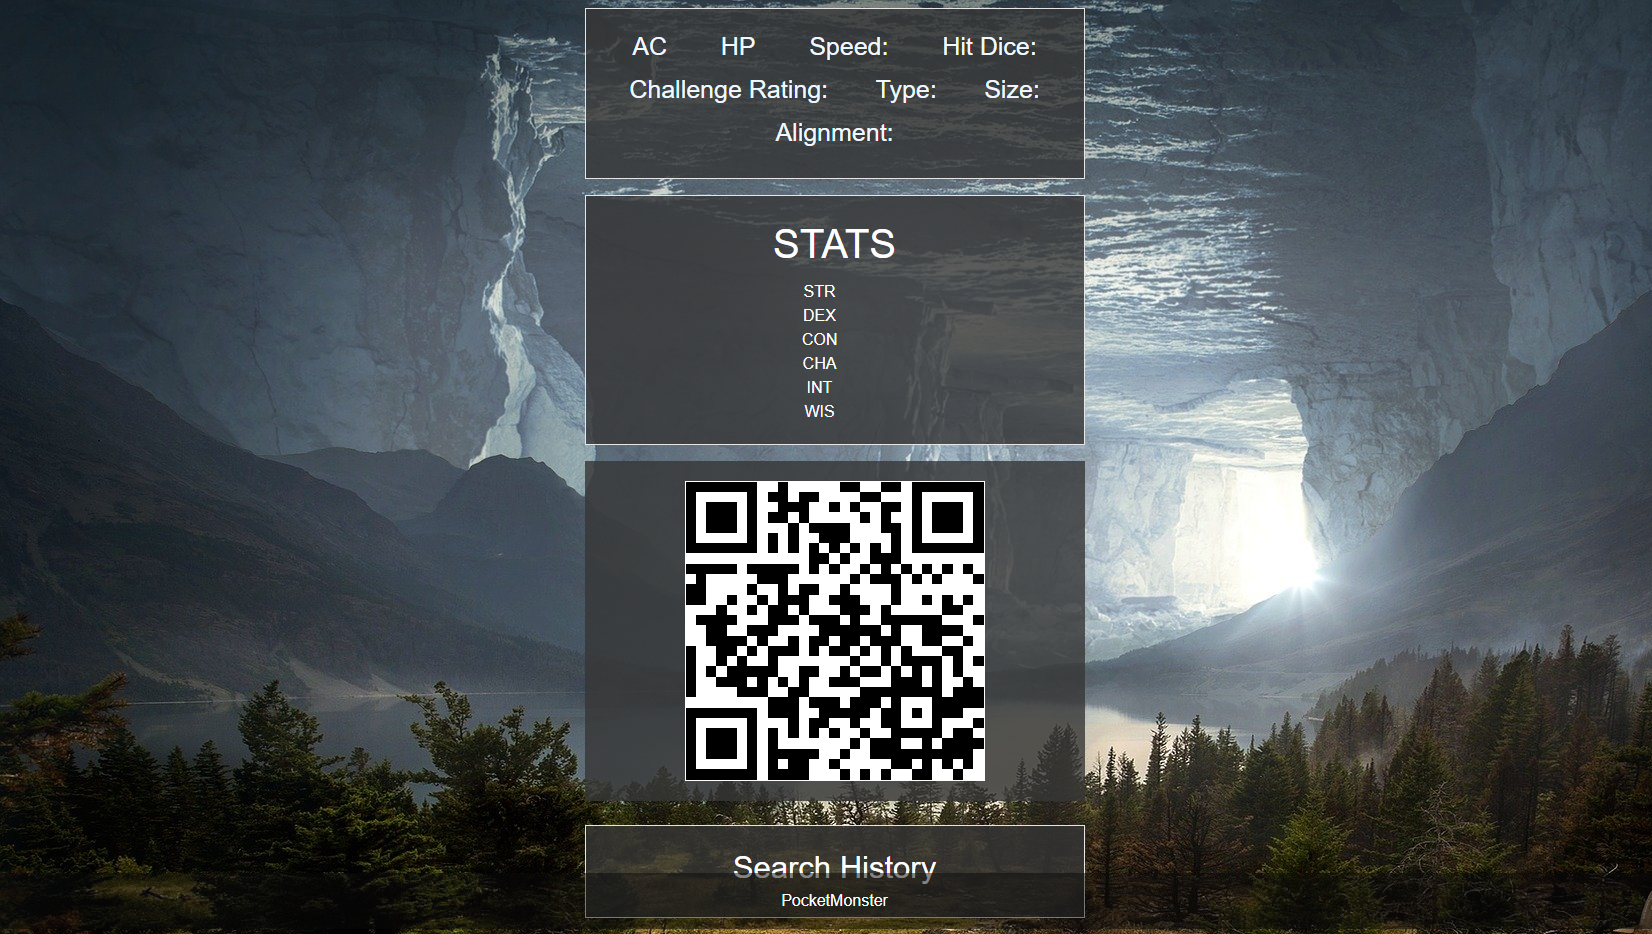 AC HP Speed: Hit Dice:
Challenge Rating: Type: Size:
Alignment:
STATS
STR
DEX
CON
CHA
INT
WIS
Search History
PocketMonster